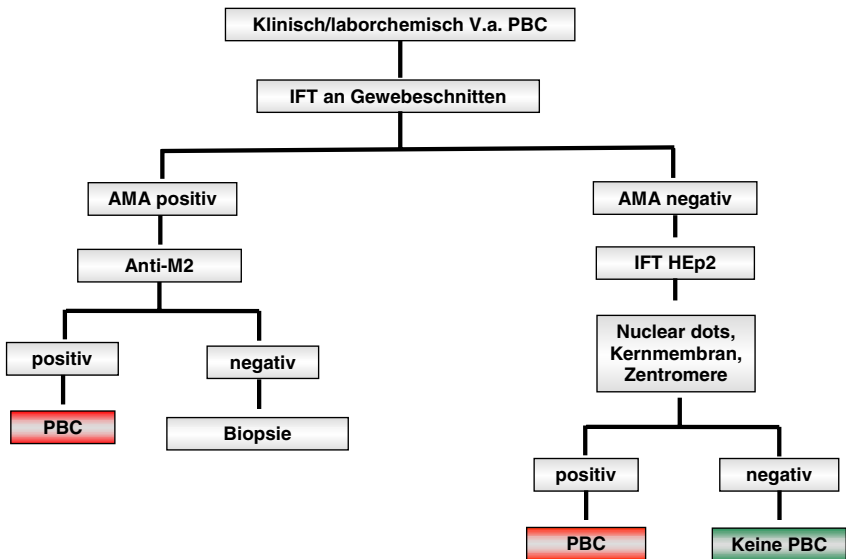 Klinisch/laborchemisch V.a. PBC
IFT an Gewebeschnitten
AMA positiv
AMA negativ
Anti-M2
IFT HEp2
Nuclear dots,
Kernmembran,
Zentromere
positiv
negativ
PBC
Biopsie
positiv
negativ
PBC
Keine PBC